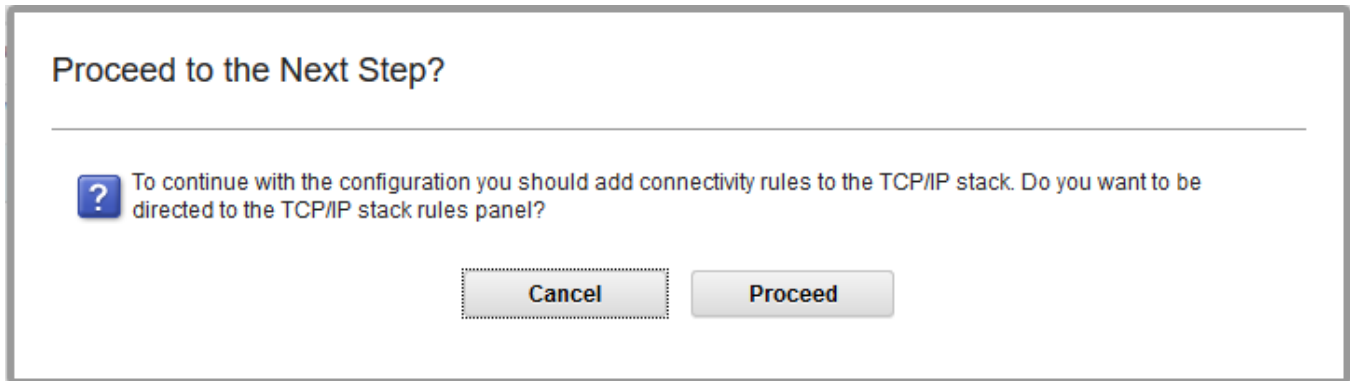 Proceed to the Next Step?
To continue with the configuration you should add connectivity rules to the TCP/IP stack. Do you want to be
directed to the TCP/IP stack rules panel?
Cancel Proceed